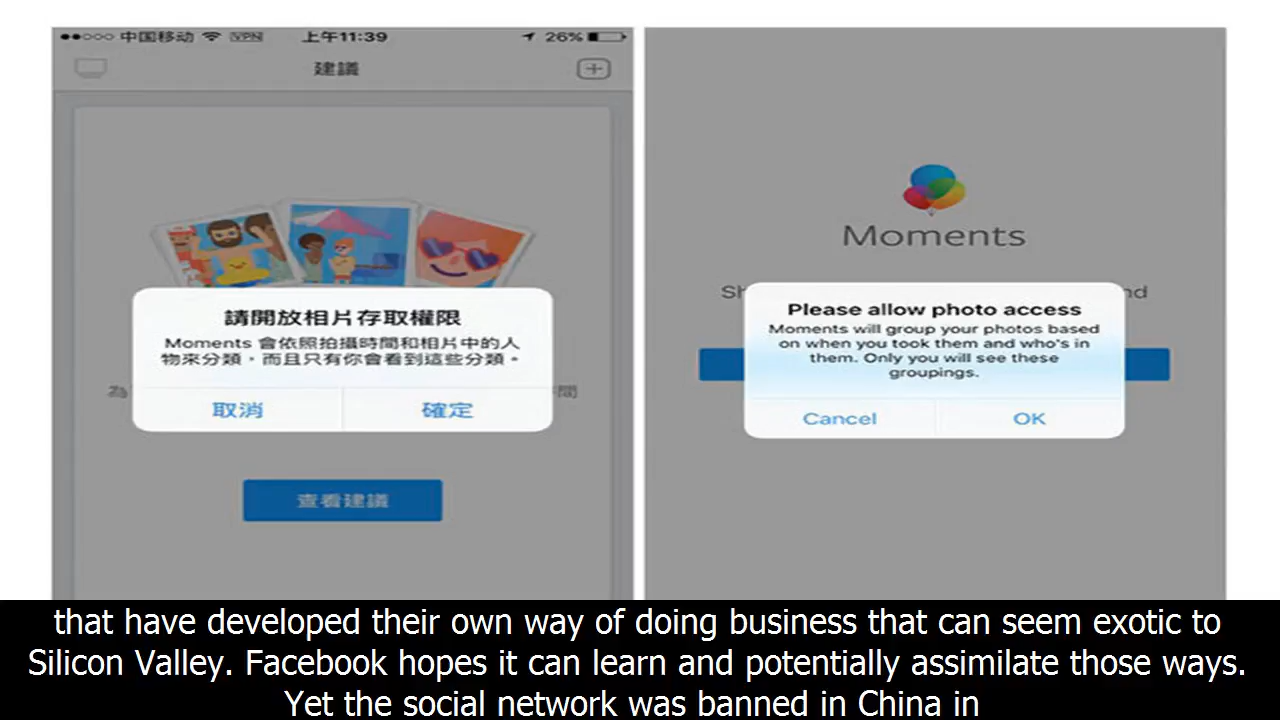 中国移动 VPN 上午11:39 26%
建議
請開放相片存取權限
Moments 會依照拍攝時間和相片中的人
物來分類，而且只有你會看到這些分類。
為 間
取消 確定
查看建議
Moments
Sh nd
Please allow photo access
Moments will group your photos based
on when you took them and who's in
them. Only you will see these
groupings.
Cancel OK
that have developed their own way of doing business that can seem exotic to
Silicon Valley. Facebook hopes it can learn and potentially assimilate those ways.
Yet the social network was banned in China in